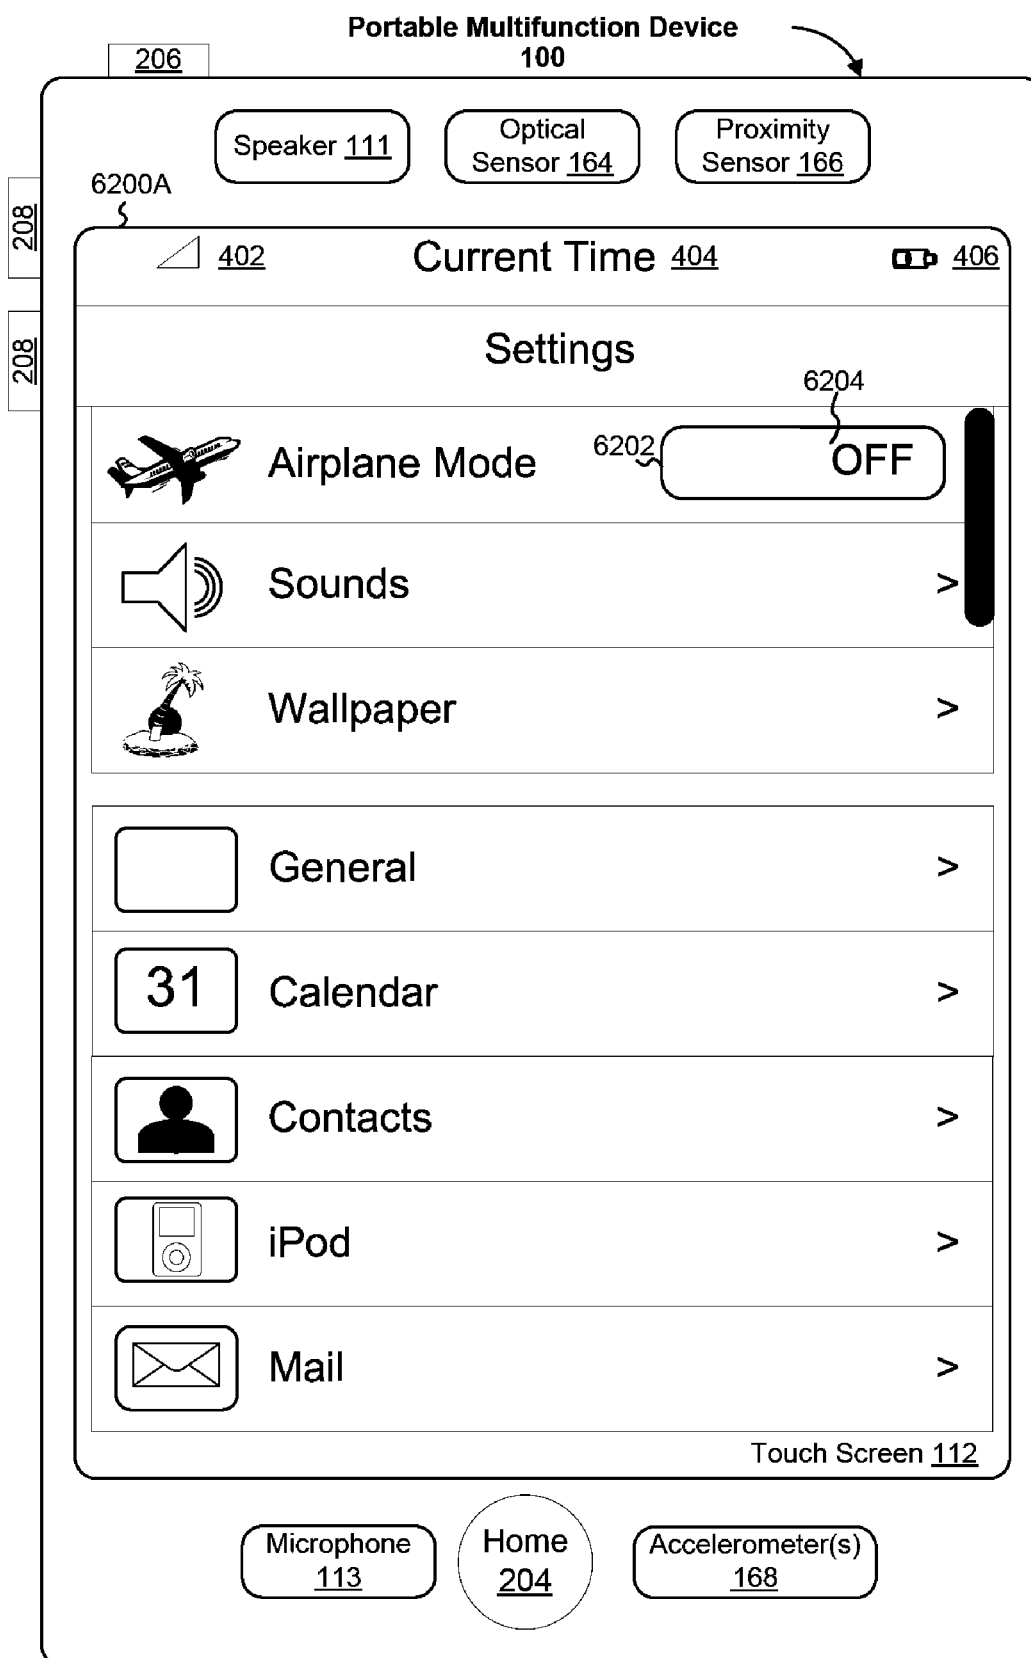 Portable Multifunction Device
100
206
Speaker 111
Optical
Sensor 164
Proximity
Sensor 166
6200A
208
402
Current Time 404
406
208
Settings
6204
Airplane Mode
6202
OFF
Sounds
>
Wallpaper
>
General
>
31
Calendar
>
Contacts
>
iPod
>
Mail
>
Touch Screen 112
Microphone
113
Home
204
Accelerometer(s)
168